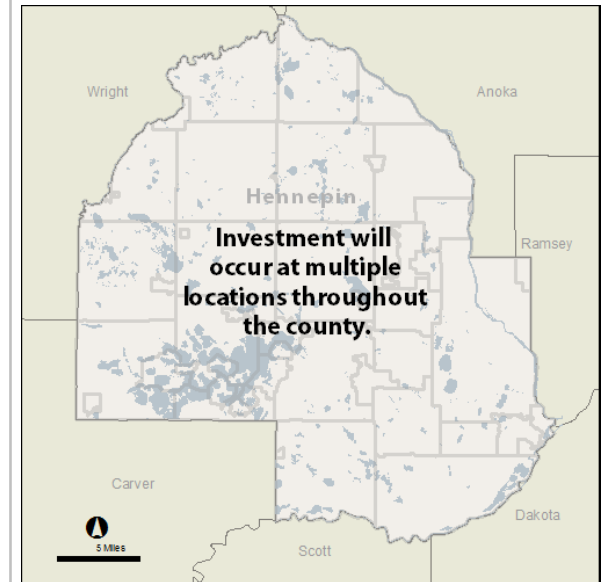 Wright
Anoka
Hennepin
Investment will
occur at multiple
locations throughout
the county.
Ramsey
Carver
Dakota
5 Miles
Scott